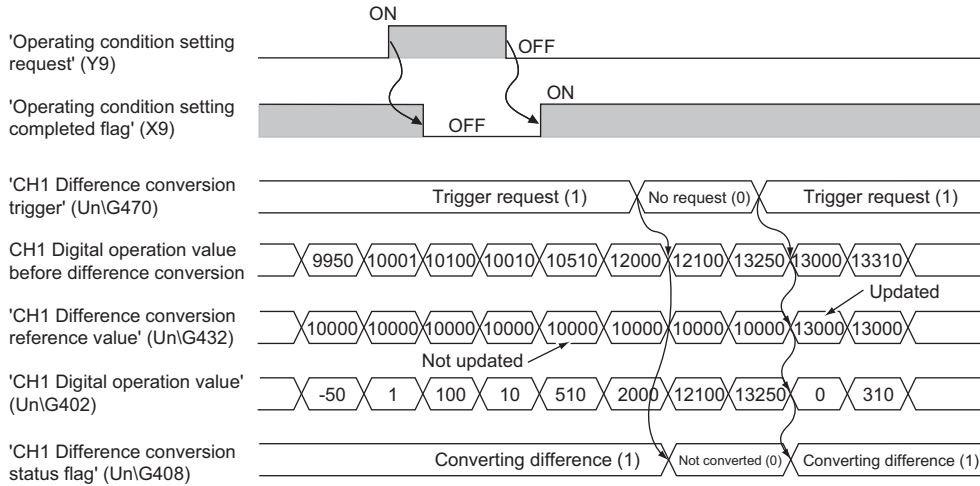 ON
'Operating condition setting
request' (Y9)
OFF
'Operating condition setting
completed flag' (X9)
ON
OFF
'CH1 Difference conversion
trigger' (Un\G470)
Trigger request (1) No request (0) Trigger request (1)
CH1 Digital operation value
before difference conversion
9950 10001 10100 10010 10510 12000 12100 13250 13000 13310
Updated
'CH1 Difference conversion
reference value' (Un\G432)
10000 10000 10000 10000 10000 10000 10000 10000 13000 13000
Not updated
'CH1 Digital operation value'
(Un\G402)
-50 1 100 10 510 2000 12100 13250 0 310
'CH1 Difference conversion
status flag' (Un\G408)
Converting difference (1) Not converted (0) Converting difference (1)